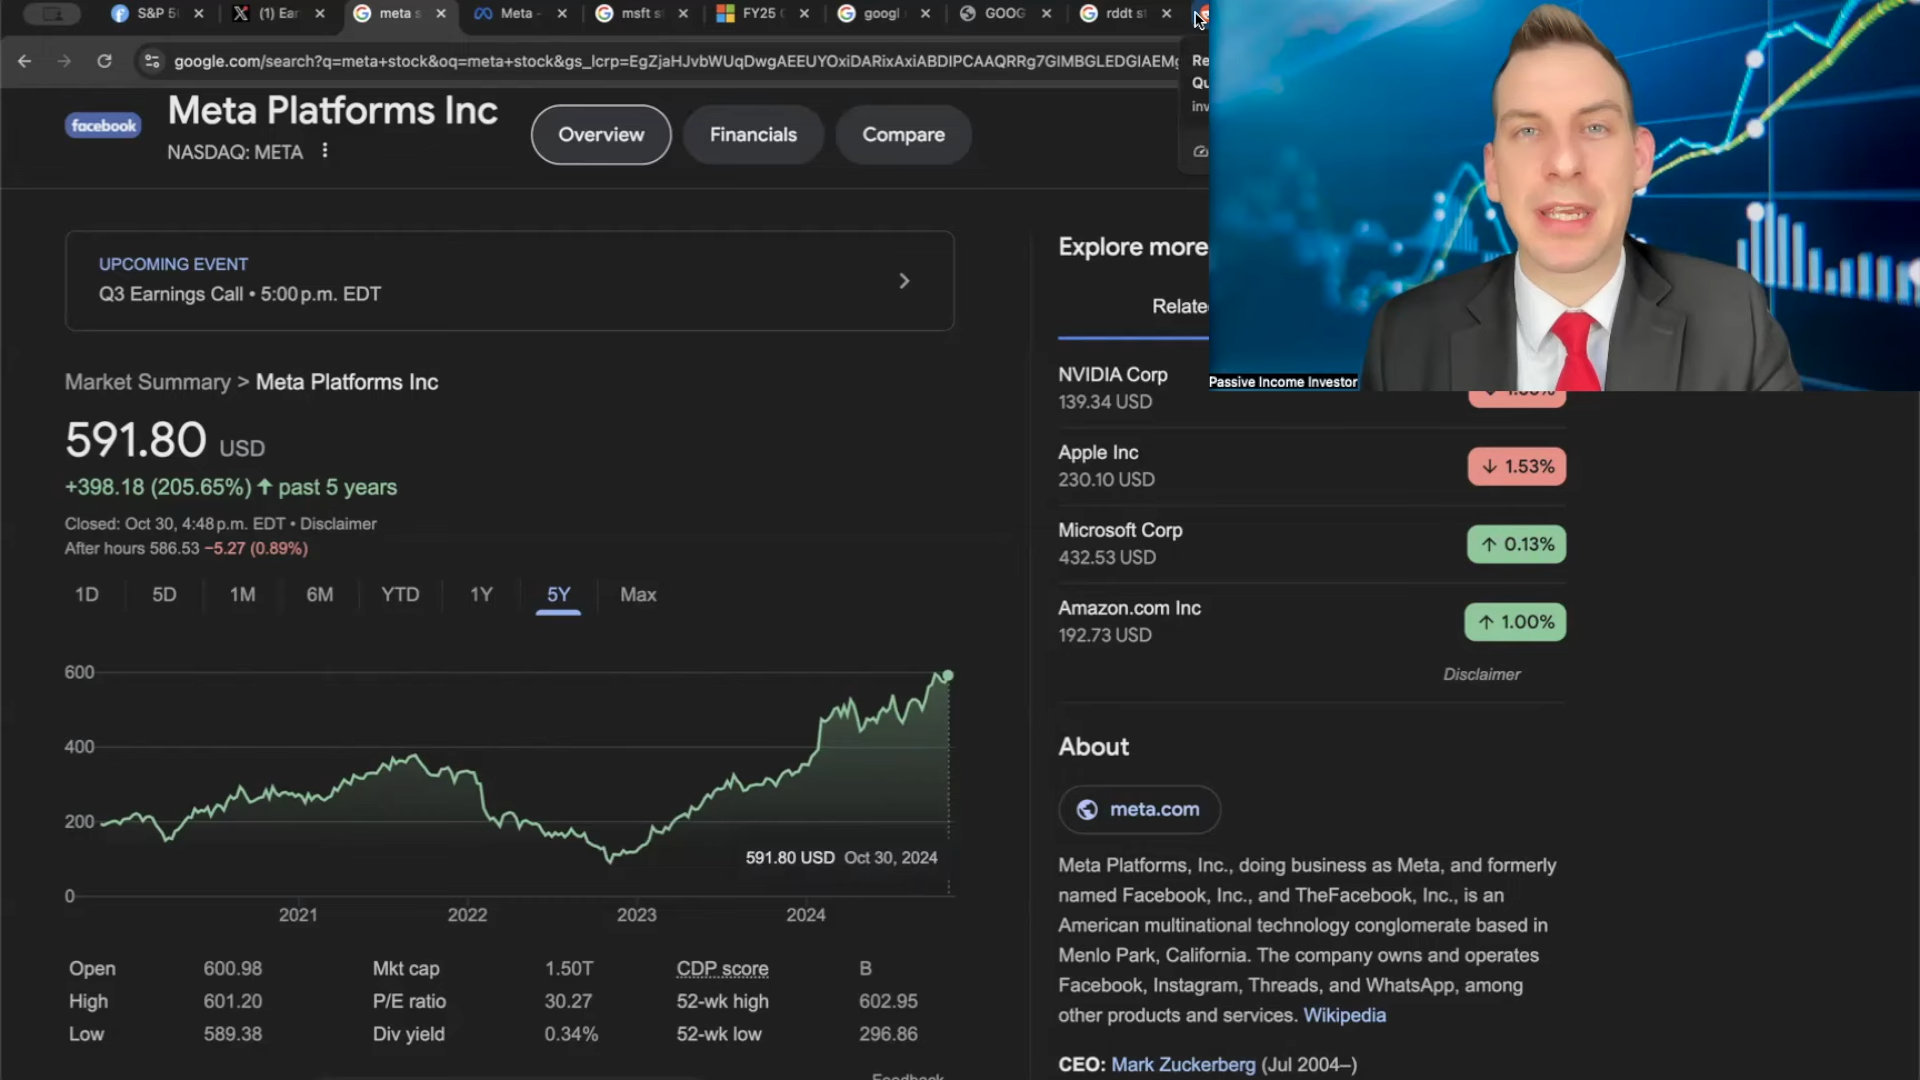 S&P 5
(1) Ear
meta s
Meta -
msft s
FY25
googl
GOOG
rddt s
google.com/search?q=meta+stock&oq=meta+stock&gs_lcrp=EgZjaHJvbWUqDwgAEEUYOxiDARixAxiABDIPCAAQRRg7GIMBGLEDGIAEM
Re
Qu
inv
facebook
Meta Platforms Inc
NASDAQ: META
Overview
Financials
Compare
UPCOMING EVENT
Q3 Earnings Call • 5:00 p.m. EDT
Market Summary > Meta Platforms Inc
591.80 USD
+398.18 (205.65%) ↑ past 5 years
Closed: Oct 30, 4:48 p.m. EDT • Disclaimer
After hours 586.53 −5.27 (0.89%)
1D 5D 1M 6M YTD 1Y 5Y Max
600
400
200
0
591.80 USD Oct 30, 2024
2021 2022 2023 2024
Open 600.98 Mkt cap 1.50T CDP score B
High 601.20 P/E ratio 30.27 52-wk high 602.95
Low 589.38 Div yield 0.34% 52-wk low 296.86
Feedback
Explore more
Relate
NVIDIA Corp
139.34 USD
Apple Inc
230.10 USD
↓ 1.53%
Microsoft Corp
432.53 USD
↑ 0.13%
Amazon.com Inc
192.73 USD
↑ 1.00%
Disclaimer
About
meta.com
Meta Platforms, Inc., doing business as Meta, and formerly
named Facebook, Inc., and TheFacebook, Inc., is an
American multinational technology conglomerate based in
Menlo Park, California. The company owns and operates
Facebook, Instagram, Threads, and WhatsApp, among
other products and services. Wikipedia
CEO: Mark Zuckerberg (Jul 2004–)
Passive Income Investor